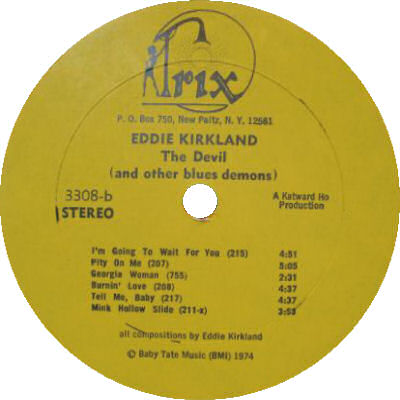 Trix
P. O. Box 750, New Paltz, N. Y. 12561
EDDIE KIRKLAND
The Devil
(and other blues demons)
3308-b
STEREO
A Katward Ho
Production
I'm Going To Wait For You (215) 4:51
Pity On Me (207) 5:05
Georgia Woman (755) 2:31
Burnin' Love (208) 4:37
Tell Me, Baby (217) 4:37
Mink Hollow Slide (211-x) 3:58
all compositions by Eddie Kirkland
© Baby Tate Music (BMI) 1974